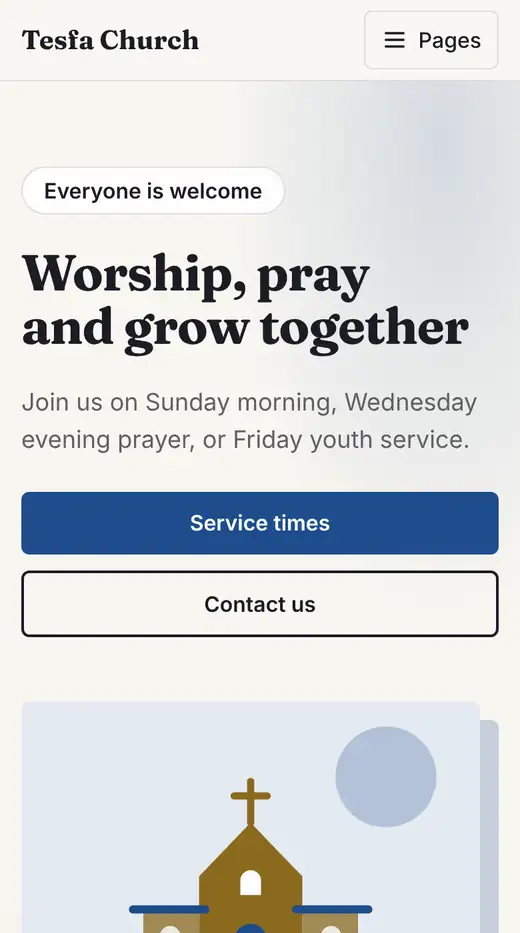 Tesfa Church
Pages
Everyone is welcome
Worship, pray
and grow together
Join us on Sunday morning, Wednesday
evening prayer, or Friday youth service.
Service times
Contact us